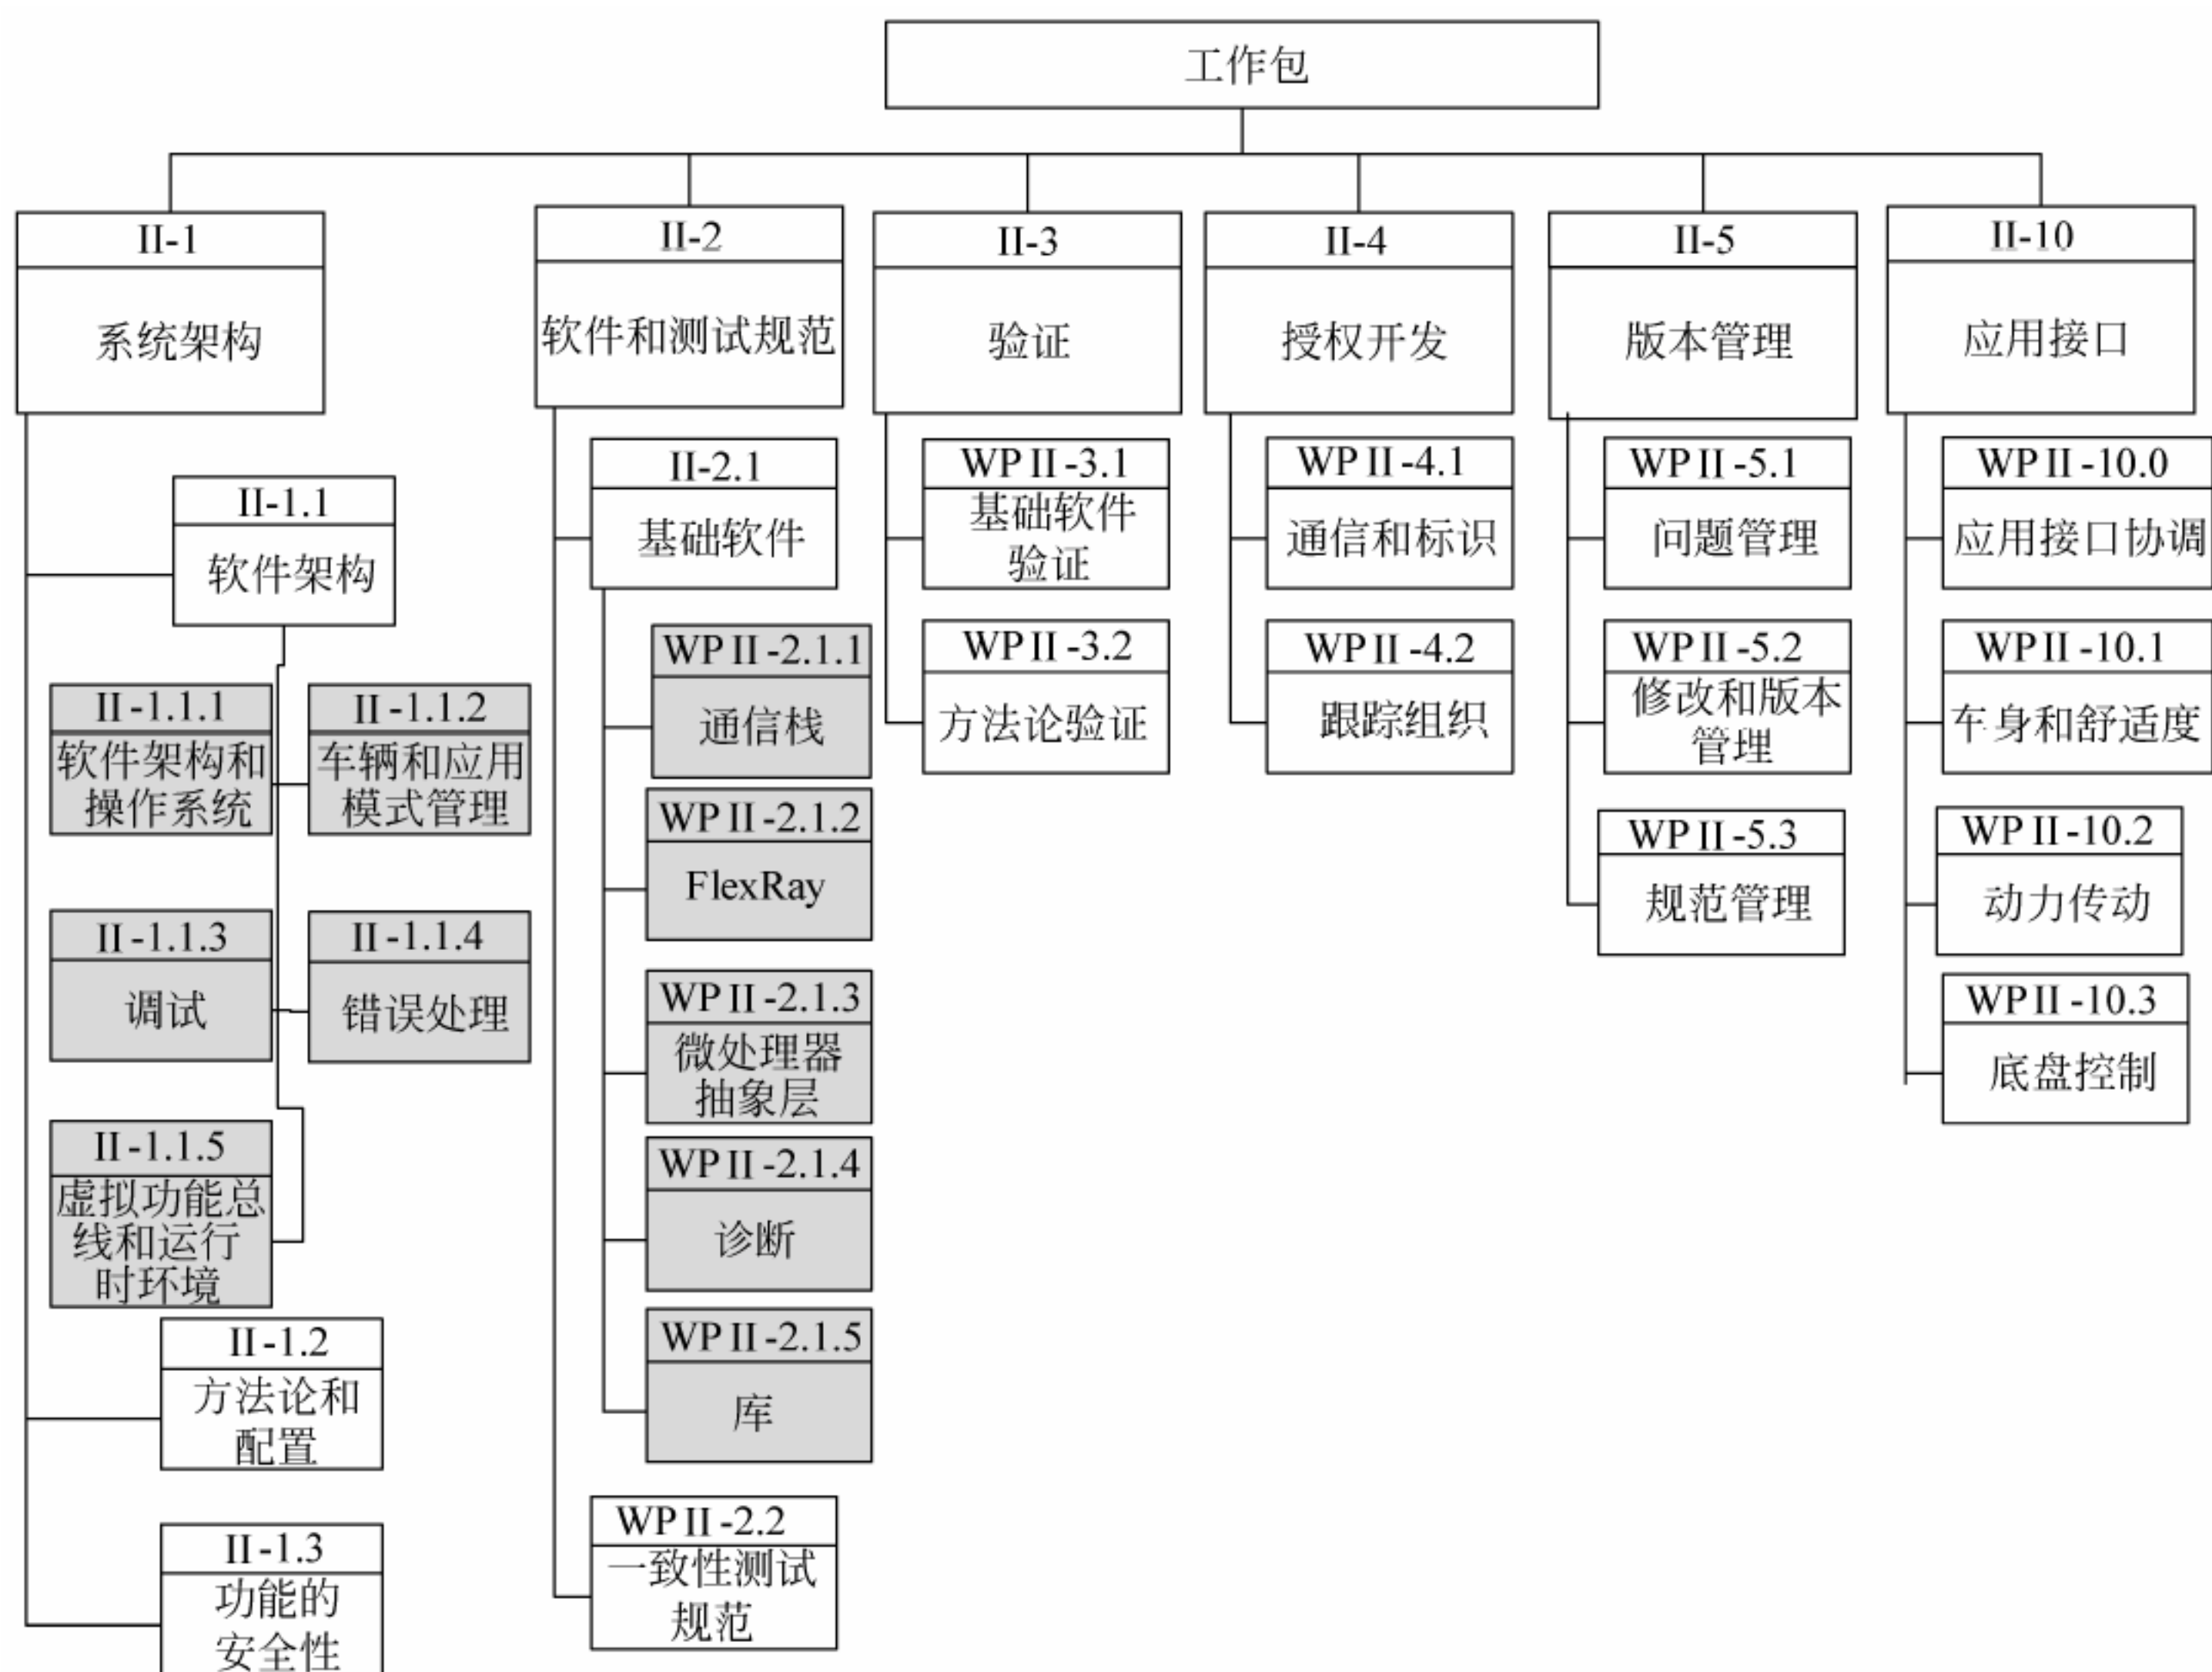 工作包
II-1
系统架构
II-1.1
软件架构
II-1.1.1
软件架构和
操作系统
II-1.1.2
车辆和应用
模式管理
II-1.1.3
调试
II-1.1.4
错误处理
II-1.1.5
虚拟功能总
线和运行
时环境
II-1.2
方法论和
配置
II-1.3
功能的
安全性
II-2
软件和测试规范
II-2.1
基础软件
WP II-2.1.1
通信栈
WP II-2.1.2
FlexRay
WP II-2.1.3
微处理器
抽象层
WP II-2.1.4
诊断
WP II-2.1.5
库
WP II-2.2
一致性测试
规范
II-3
验证
WP II-3.1
基础软件
验证
WP II-3.2
方法论验证
II-4
授权开发
WP II-4.1
通信和标识
WP II-4.2
跟踪组织
II-5
版本管理
WP II-5.1
问题管理
WP II-5.2
修改和版本
管理
WP II-5.3
规范管理
II-10
应用接口
WP II-10.0
应用接口协调
WP II-10.1
车身和舒适度
WP II-10.2
动力传动
WP II-10.3
底盘控制